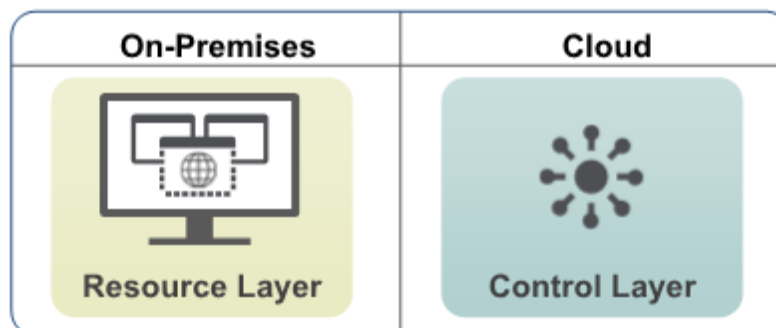 On-Premises
Cloud
Resource Layer
Control Layer